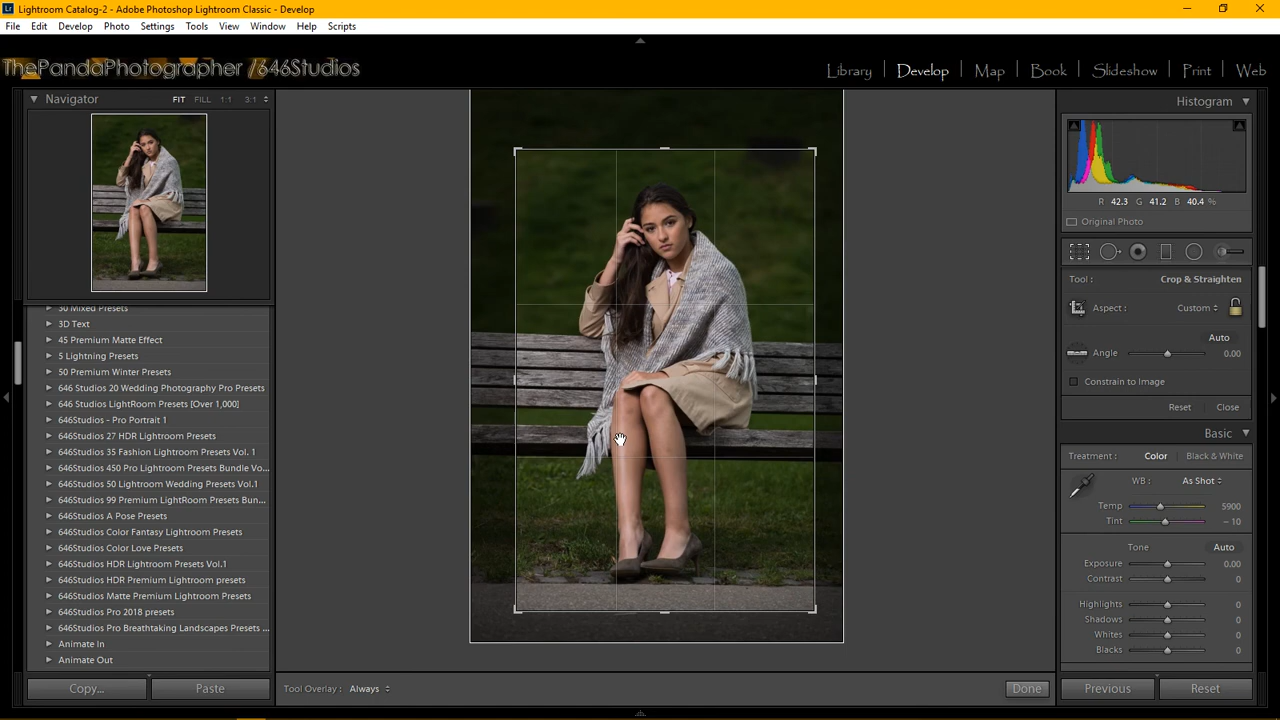 Lightroom Catalog-2 - Adobe Photoshop Lightroom Classic - Develop
File Edit Develop Photo Settings Tools View Window Help Scripts
ThePandaPhotographer /646Studios
Library Develop Map Book Slideshow Print Web
Navigator FIT FILL 1:1 3:1
30 Mixed Presets
3D Text
45 Premium Matte Effect
5 Lightning Presets
50 Premium Winter Presets
646 Studios 20 Wedding Photography Pro Presets
646 Studios LightRoom Presets [Over 1,000]
646Studios - Pro Portrait 1
646Studios 27 HDR Lightroom Presets
646Studios 35 Fashion Lightroom Presets Vol. 1
646Studios 450 Pro Lightroom Presets Bundle Vo...
646Studios 50 Lightroom Wedding Presets Vol.1
646Studios 99 Premium LightRoom Presets Bun...
646Studios A Pose Presets
646Studios Color Fantasy Lightroom Presets
646Studios Color Love Presets
646Studios HDR Lightroom Presets Vol.1
646Studios HDR Premium Lightroom presets
646Studios Matte Premium Lightroom Presets
646Studios Pro 2018 presets
646Studios Pro Breathtaking Landscapes Presets ...
Animate In
Animate Out
Copy... Paste
Tool Overlay: Always
Done
Histogram
R 42.3 G 41.2 B 40.4 %
Original Photo
Tool: Crop & Straighten
Aspect: Custom
Auto
Angle 0.00
Constrain to Image
Reset Close
Basic
Treatment: Color Black & White
WB: As Shot
Temp 5900
Tint - 10
Tone Auto
Exposure 0.00
Contrast 0
Highlights 0
Shadows 0
Whites 0
Blacks 0
Previous Reset